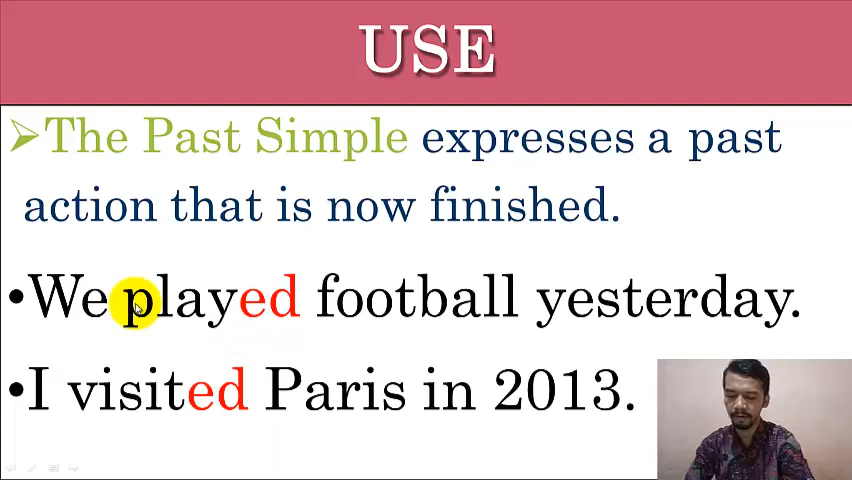 USE
➢The Past Simple expresses a past
action that is now finished.
•We played football yesterday.
•I visited Paris in 2013.